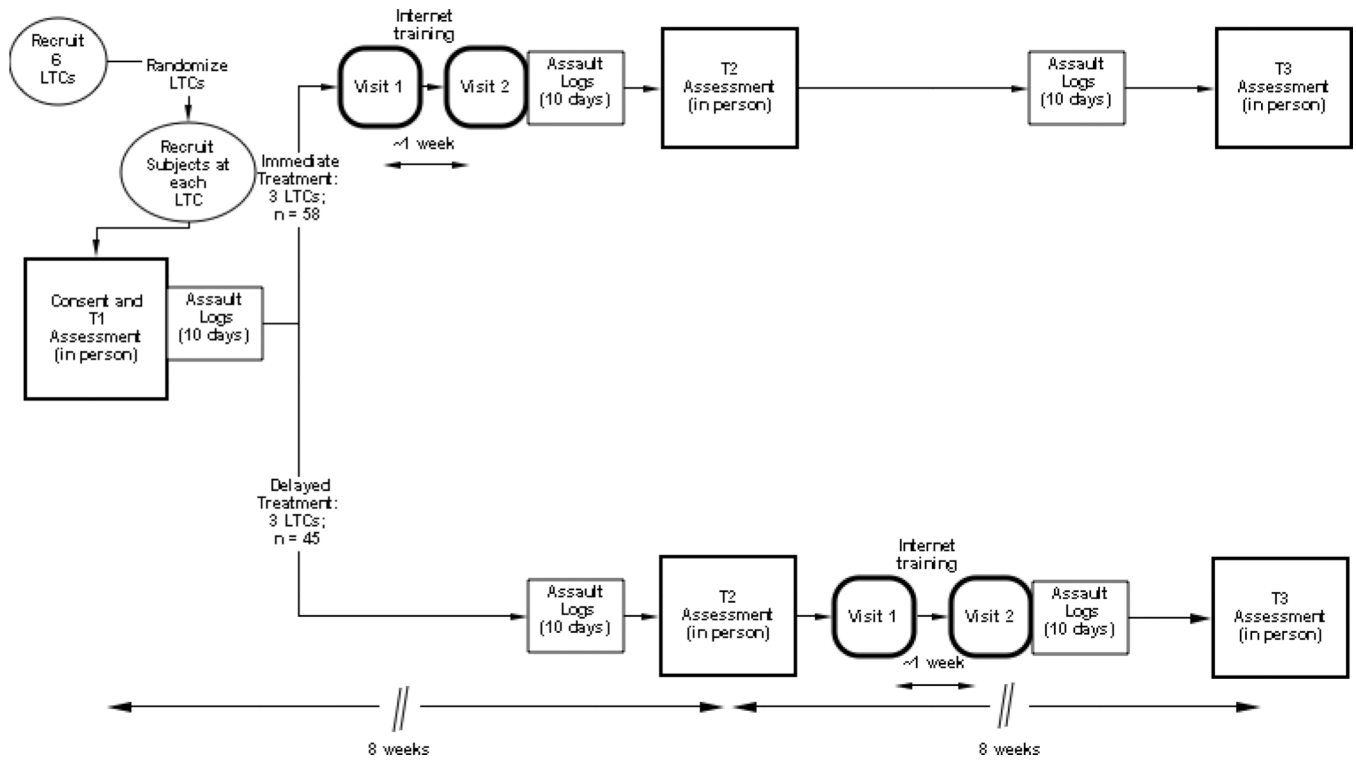 Recruit
6
LTCs
Randomize
LTCs
Recruit
Subjects at
each
LTC
Consent and
T1
Assessment
(in person)
Assault
Logs
(10 days)
Immediate
Treatment:
3 LTCs;
n = 58
Internet
training
Visit 1
Visit 2
~1 week
Assault
Logs
(10 days)
T2
Assessment
(in person)
Assault
Logs
(10 days)
T3
Assessment
(in person)
Delayed
Treatment:
3 LTCs;
n = 45
Assault
Logs
(10 days)
T2
Assessment
(in person)
Internet
training
Visit 1
Visit 2
~1 week
Assault
Logs
(10 days)
T3
Assessment
(in person)
8 weeks
8 weeks